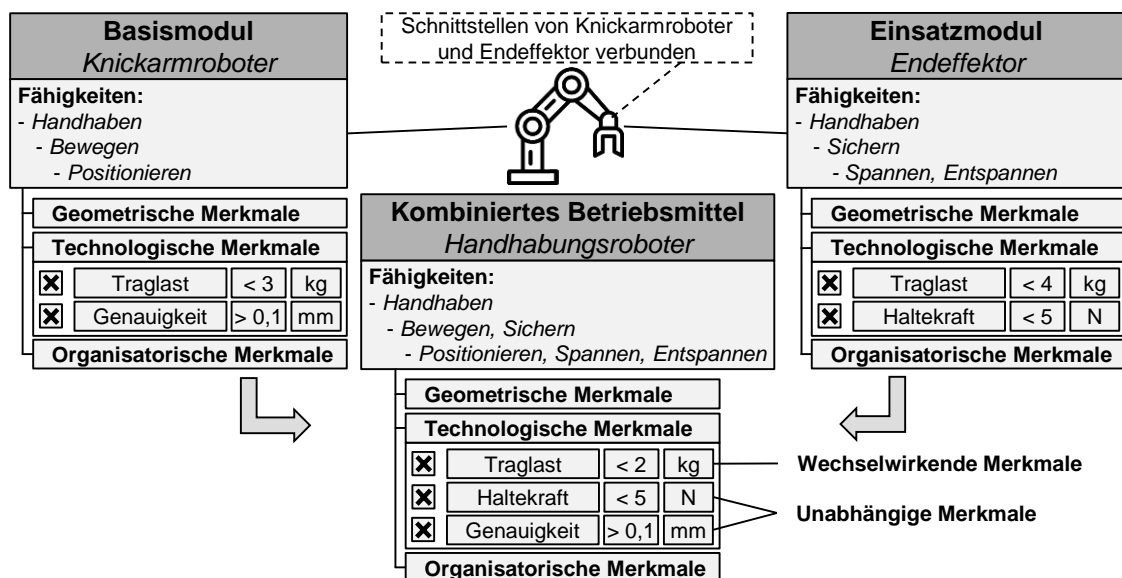 Basismodul
Knickarmroboter
Fähigkeiten:
- Handhaben
- Bewegen
- Positionieren
Geometrische Merkmale
Technologische Merkmale
Traglast < 3 kg
Genauigkeit > 0,1 mm
Organisatorische Merkmale
Schnittstellen von Knickarmroboter
und Endeffektor verbunden
Einsatzmodul
Endeffektor
Fähigkeiten:
- Handhaben
- Sichern
- Spannen, Entspannen
Geometrische Merkmale
Technologische Merkmale
Traglast < 4 kg
Haltekraft < 5 N
Organisatorische Merkmale
Kombiniertes Betriebsmittel
Handhabungsroboter
Fähigkeiten:
- Handhaben
- Bewegen, Sichern
- Positionieren, Spannen, Entspannen
Geometrische Merkmale
Technologische Merkmale
Traglast < 2 kg
Haltekraft < 5 N
Genauigkeit > 0,1 mm
Organisatorische Merkmale
Wechselwirkende Merkmale
Unabhängige Merkmale